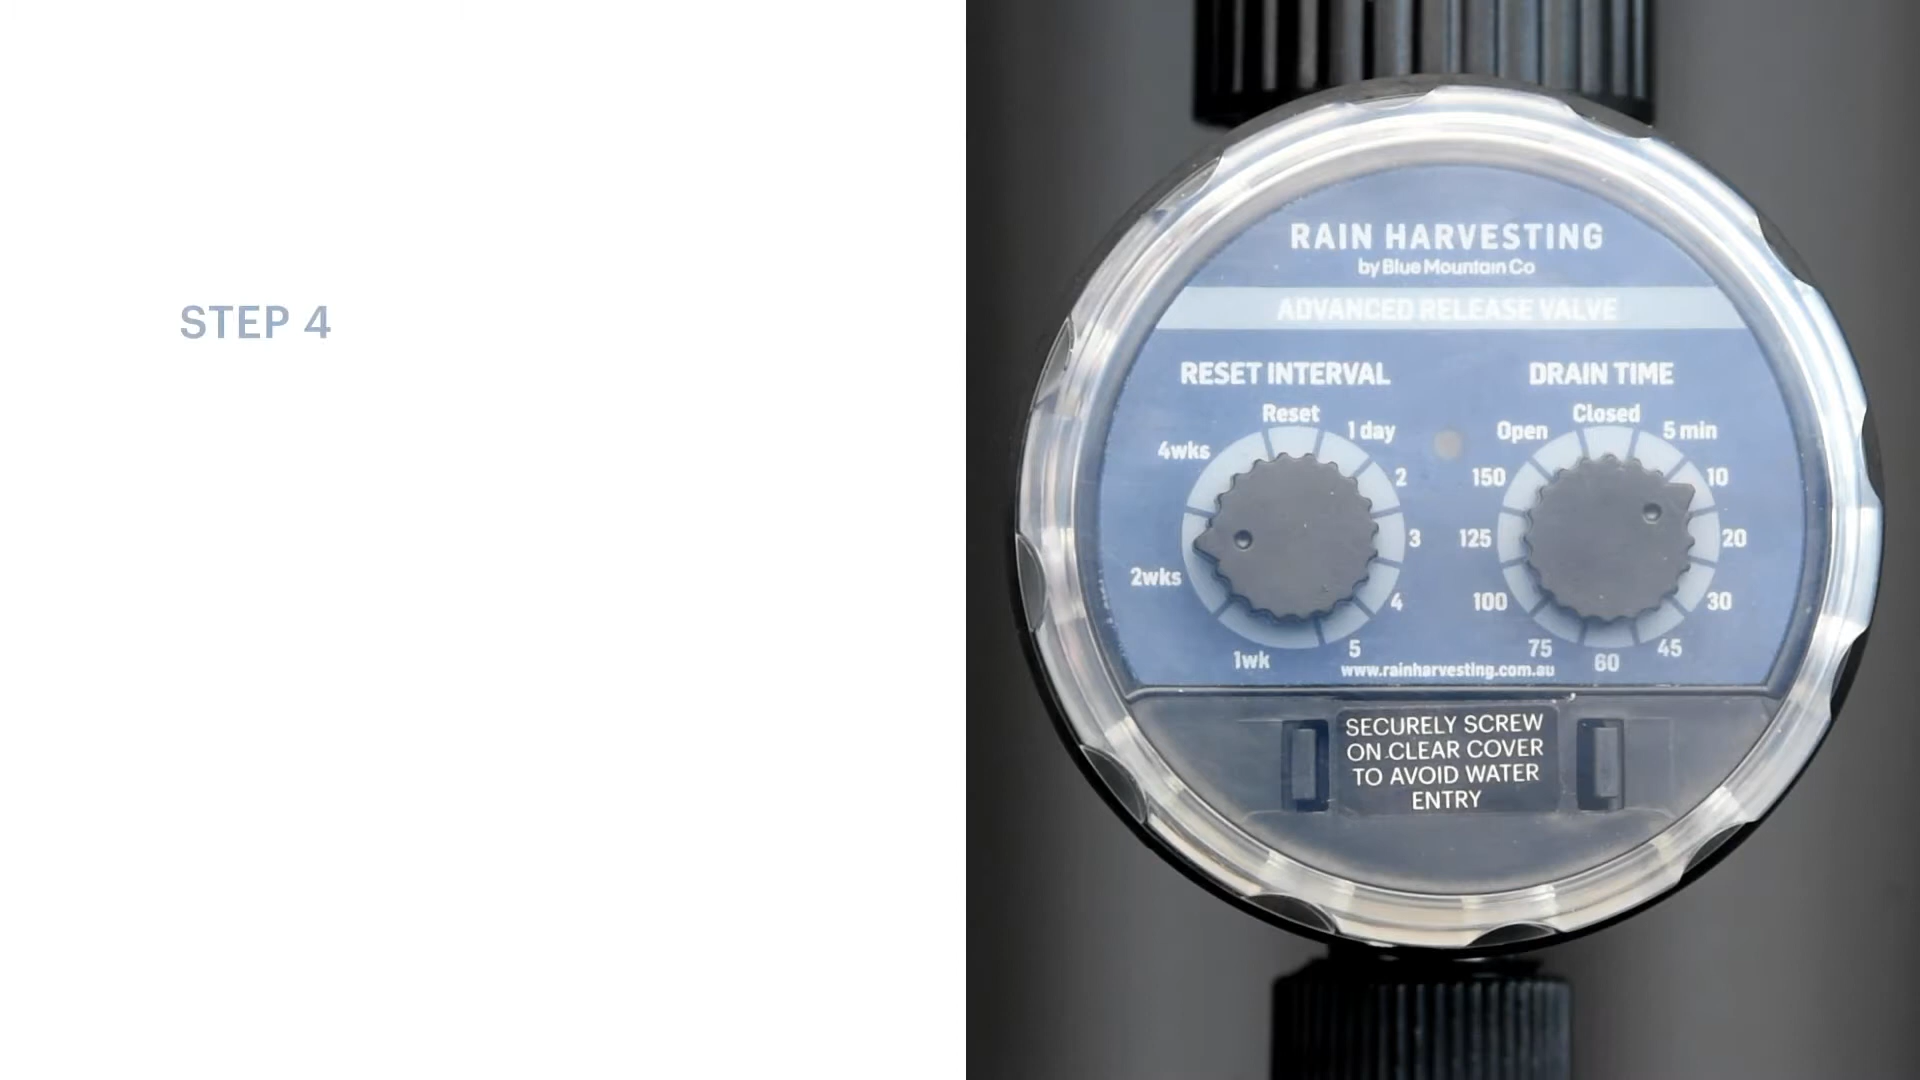 STEP 4
RAIN HARVESTING
by Blue Mountain Co
ADVANCED RELEASE VALVE
RESET INTERVAL
Reset
1 day
2
3
4
5
1wk
2wks
4wks
DRAIN TIME
Closed
5 min
10
20
30
45
60
75
100
125
150
Open
www.rainharvesting.com.au
SECURELY SCREW
ON CLEAR COVER
TO AVOID WATER
ENTRY